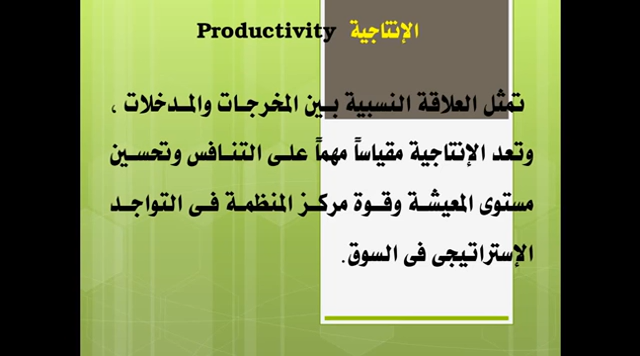 الإنتاجية Productivity
تمثل العلاقة النسبية بين المخرجات والمدخلات ،
وتعد الإنتاجية مقياساً مهماً على التنافس وتحسين
مستوى المعيشة وقوة مركز المنظمة فى التواجد
الإستراتيجى فى السوق.